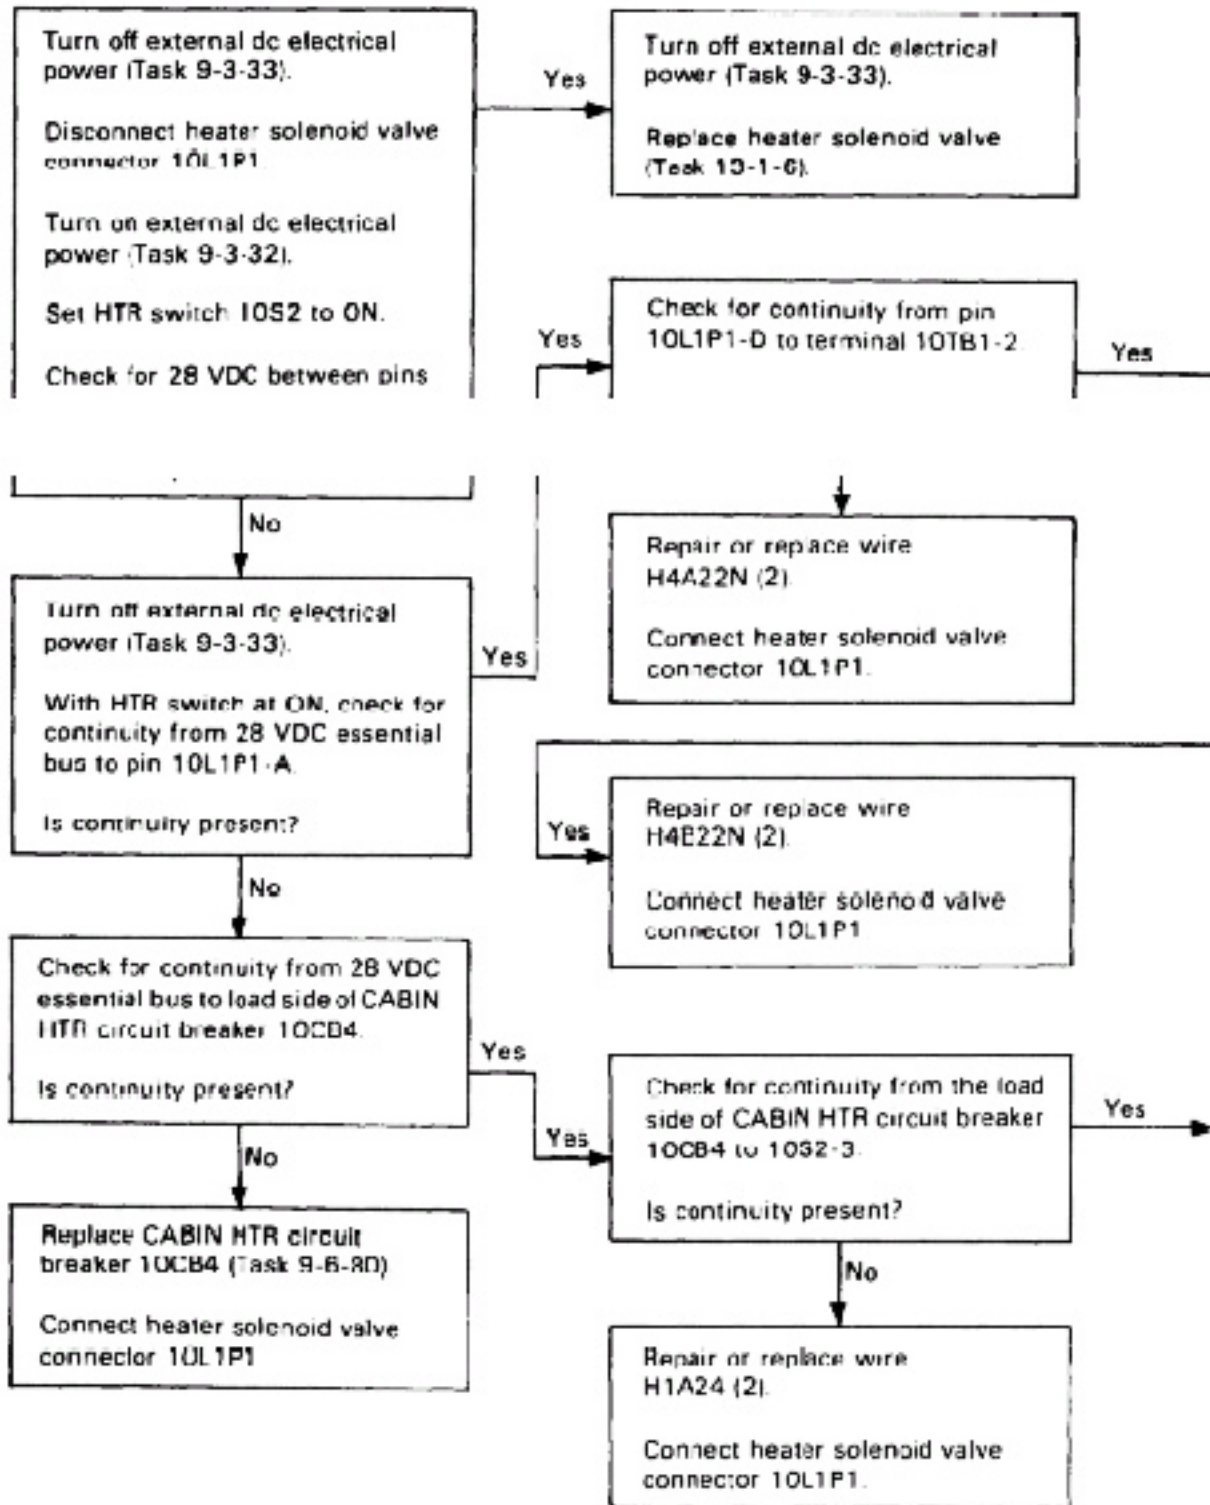 Turn off external dc electrical
power (Task 9-3-33).
Disconnect heater solenoid valve
connector 10L1P1.
Turn on external dc electrical
power (Task 9-3-32).
Set HTR switch IOS2 to ON.
Check for 28 VDC between pins
Yes
Turn off external dc electrical
power (Task 9-3-33).
Replace heater solenoid valve
(Task 13-1-6).
Yes
Check for continuity from pin
10L1P1-D to terminal 10TB1-2.
Yes
No
Turn off external dc electrical
power (Task 9-3-33).
With HTR switch at ON, check for
continuity from 28 VDC essential
bus to pin 10L1P1-A.
Is continuity present?
Yes
Repair or replace wire
H4A22N (2).
Connect heater solenoid valve
connector 10L1P1.
Yes
Repair or replace wire
H4B22N (2).
Connect heater solenoid valve
connector 10L1P1
No
Check for continuity from 28 VDC
essential bus to load side of CABIN
HTR circuit breaker 10CB4.
Is continuity present?
Yes
Yes
Check for continuity from the load
side of CABIN HTR circuit breaker
10CB4 to 10S2-3.
Is continuity present?
Yes
No
Replace CABIN HTR circuit
breaker 10CB4 (Task 9-6-80)
Connect heater solenoid valve
connector 10L1P1
No
Repair or replace wire
H1A24 (2).
Connect heater solenoid valve
connector 10L1P1.